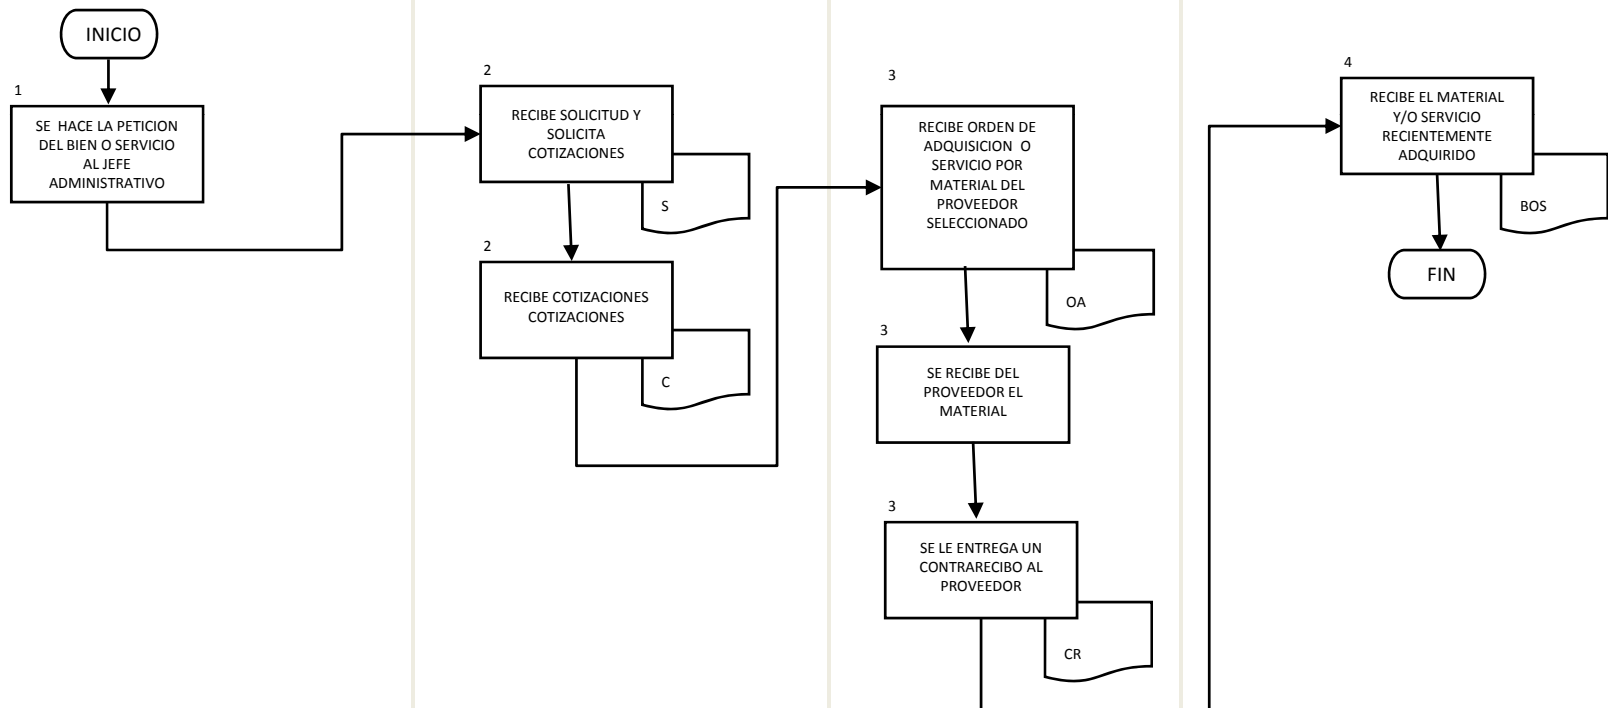 INICIO
1
SE HACE LA PETICION
DEL BIEN O SERVICIO
AL JEFE
ADMINISTRATIVO
2
RECIBE SOLICITUD Y
SOLICITA
COTIZACIONES
S
2
RECIBE COTIZACIONES
COTIZACIONES
C
3
RECIBE ORDEN DE
ADQUISICION O
SERVICIO POR
MATERIAL DEL
PROVEEDOR
SELECCIONADO
OA
3
SE RECIBE DEL
PROVEEDOR EL
MATERIAL
3
SE LE ENTREGA UN
CONTRARECIBO AL
PROVEEDOR
CR
4
RECIBE EL MATERIAL
Y/O SERVICIO
RECIENTEMENTE
ADQUIRIDO
BOS
FIN